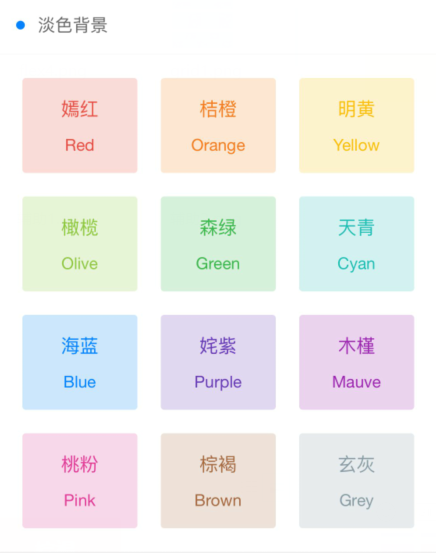 淡色背景
嫣红
Red
桔橙
Orange
明黄
Yellow
橄榄
Olive
森绿
Green
天青
Cyan
海蓝
Blue
姹紫
Purple
木槿
Mauve
桃粉
Pink
棕褐
Brown
玄灰
Grey